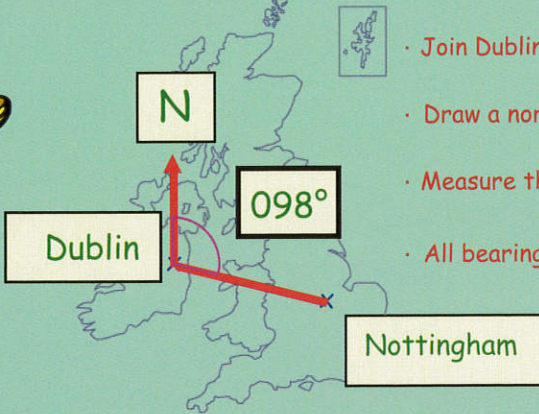 N
098°
Dublin
Nottingham
· Join Dublin
· Draw a nor
· Measure th
· All bearing